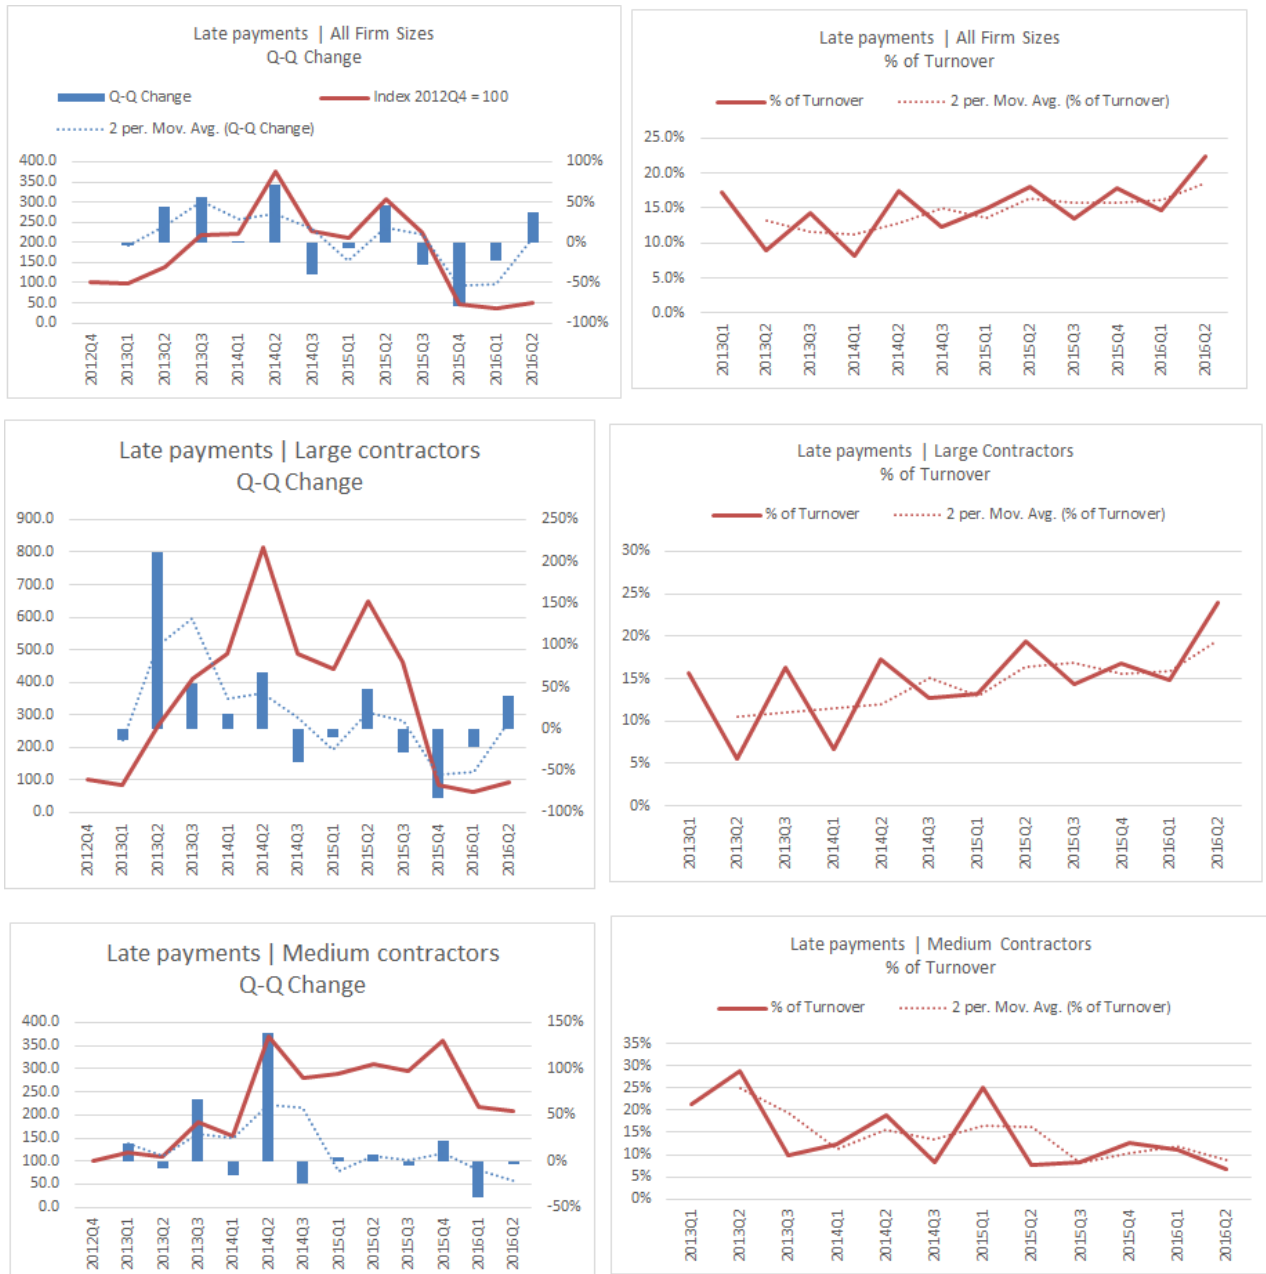 Late payments | All Firm Sizes
Q-Q Change
Q-Q Change
Index 2012Q4 = 100
2 per. Mov. Avg. (Q-Q Change)
400.0
350.0
300.0
250.0
200.0
150.0
100.0
50.0
0.0
100%
50%
0%
-50%
-100%
2012Q4
2013Q1
2013Q2
2013Q3
2014Q1
2014Q2
2014Q3
2015Q1
2015Q2
2015Q3
2015Q4
2016Q1
2016Q2
Late payments | All Firm Sizes
% of Turnover
% of Turnover
2 per. Mov. Avg. (% of Turnover)
25.0%
20.0%
15.0%
10.0%
5.0%
0.0%
2013Q1
2013Q2
2013Q3
2014Q1
2014Q2
2014Q3
2015Q1
2015Q2
2015Q3
2015Q4
2016Q1
2016Q2
Late payments | Large contractors
Q-Q Change
900.0
800.0
700.0
600.0
500.0
400.0
300.0
200.0
100.0
0.0
250%
200%
150%
100%
50%
0%
-50%
-100%
2012Q4
2013Q1
2013Q2
2013Q3
2014Q1
2014Q2
2014Q3
2015Q1
2015Q2
2015Q3
2015Q4
2016Q1
2016Q2
Late payments | Large Contractors
% of Turnover
% of Turnover
2 per. Mov. Avg. (% of Turnover)
30%
25%
20%
15%
10%
5%
0%
2013Q1
2013Q2
2013Q3
2014Q1
2014Q2
2014Q3
2015Q1
2015Q2
2015Q3
2015Q4
2016Q1
2016Q2
Late payments | Medium contractors
Q-Q Change
400.0
350.0
300.0
250.0
200.0
150.0
100.0
50.0
0.0
150%
100%
50%
0%
-50%
2012Q4
2013Q1
2013Q2
2013Q3
2014Q1
2014Q2
2014Q3
2015Q1
2015Q2
2015Q3
2015Q4
2016Q1
2016Q2
Late payments | Medium Contractors
% of Turnover
% of Turnover
2 per. Mov. Avg. (% of Turnover)
35%
30%
25%
20%
15%
10%
5%
0%
2013Q1
2013Q2
2013Q3
2014Q1
2014Q2
2014Q3
2015Q1
2015Q2
2015Q3
2015Q4
2016Q1
2016Q2